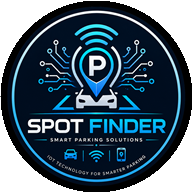 P
SPOT FINDER
SMART PARKING SOLUTIONS
IOT TECHNOLOGY FOR SMARTER PARKING